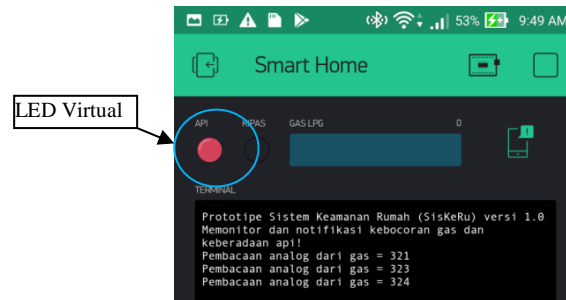 53% 9:49 AM
Smart Home
LED Virtual
API KIPAS GAS LPG 0
TERMINAL
Prototipe Sistem Keamanan Rumah (SisKeRu) versi 1.0
Memonitor dan notifikasi kebocoran gas dan
keberadaan api!
Pembacaan analog dari gas = 321
Pembacaan analog dari gas = 323
Pembacaan analog dari gas = 324